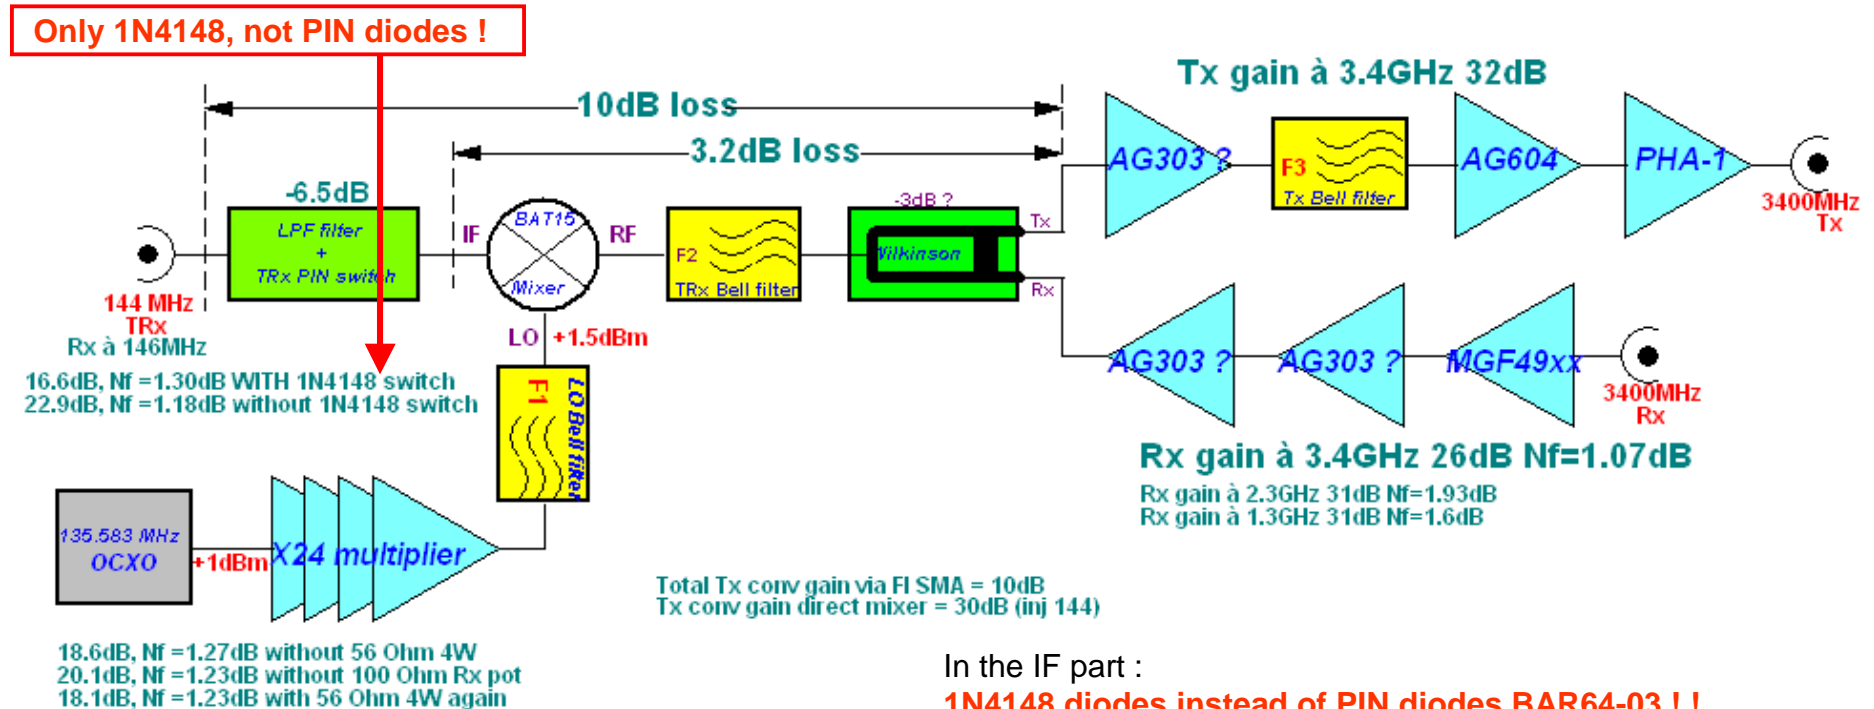 Only 1N4148, not PIN diodes !
Tx gain à 3.4GHz 32dB
10dB loss
3.2dB loss
-6.5dB
LPF filter
+
TRx PIN switch
IF
BAT15
Mixer
RF
F2
TRx Bell filter
-3dB ?
Wilkinson
Tx
Rx
AG303 ?
F3
Tx Bell filter
AG604
PHA-1
3400MHz
Tx
144 MHz
TRx
Rx à 146MHz
16.6dB, Nf =1.30dB WITH 1N4148 switch
22.9dB, Nf =1.18dB without 1N4148 switch
LO
+1.5dBm
F1
LO Bell filter
AG303 ?
AG303 ?
MGF49xx
3400MHz
Rx
Rx gain à 3.4GHz 26dB Nf=1.07dB
Rx gain à 2.3GHz 31dB Nf=1.93dB
Rx gain à 1.3GHz 31dB Nf=1.6dB
135.583 MHz
OCXO
+1dBm
X24 multiplier
Total Tx conv gain via FI SMA = 10dB
Tx conv gain direct mixer = 30dB (inj 144)
18.6dB, Nf =1.27dB without 56 Ohm 4W
20.1dB, Nf =1.23dB without 100 Ohm Rx pot
18.1dB, Nf =1.23dB with 56 Ohm 4W again
In the IF part :
1N4148 diodes instead of PIN diodes BAR64-03 ! !